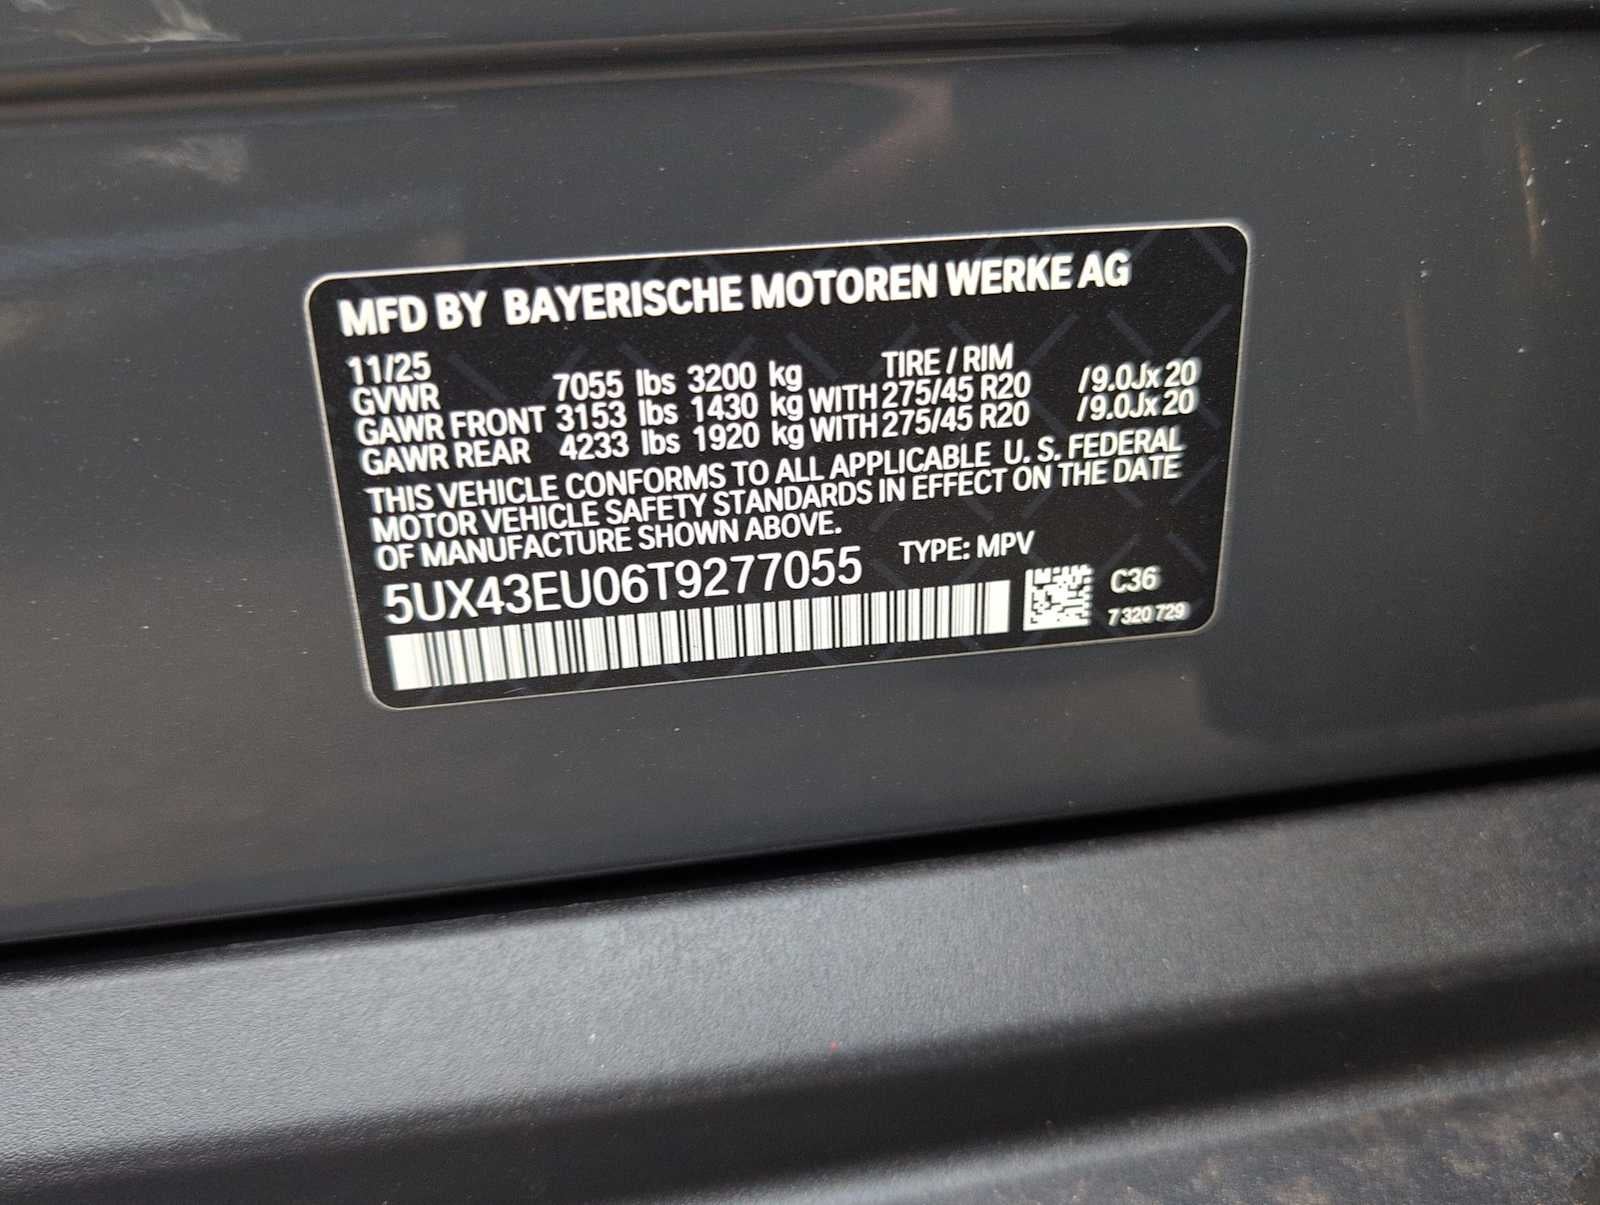 MFD BY BAYERISCHE MOTOREN WERKE AG
11/25 TIRE / RIM
GVWR 7055 lbs 3200 kg
GAWR FRONT 3153 lbs 1430 kg WITH 275/45 R20 /9.0Jx20
GAWR REAR 4233 lbs 1920 kg WITH 275/45 R20 /9.0Jx20
THIS VEHICLE CONFORMS TO ALL APPLICABLE U. S. FEDERAL
MOTOR VEHICLE SAFETY STANDARDS IN EFFECT ON THE DATE
OF MANUFACTURE SHOWN ABOVE.
5UX43EU06T9277055 TYPE: MPV
C36
7 320 729